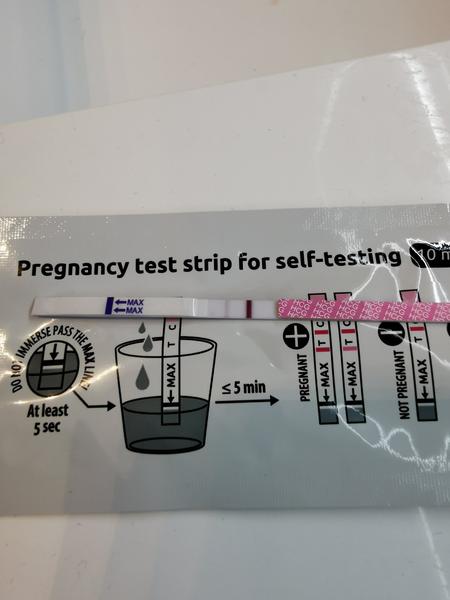 Pregnancy test strip for self-testing
10 m
MAX
MAX
DO NOT IMMERSE PASS THE MAX LINE!
At least
5 sec
MAX T C
≤ 5 min
PREGNANT
MAX T C
MAX T C
NOT PREGNANT
MAX T C